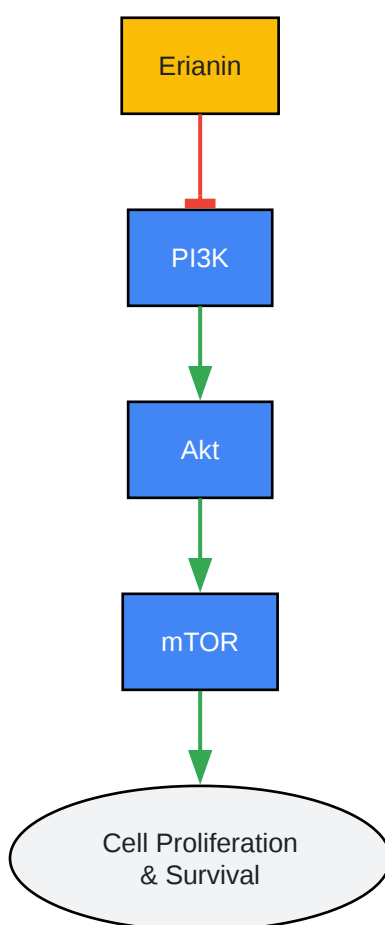 Erianin
PI3K
Akt
mTOR
Cell Proliferation
& Survival